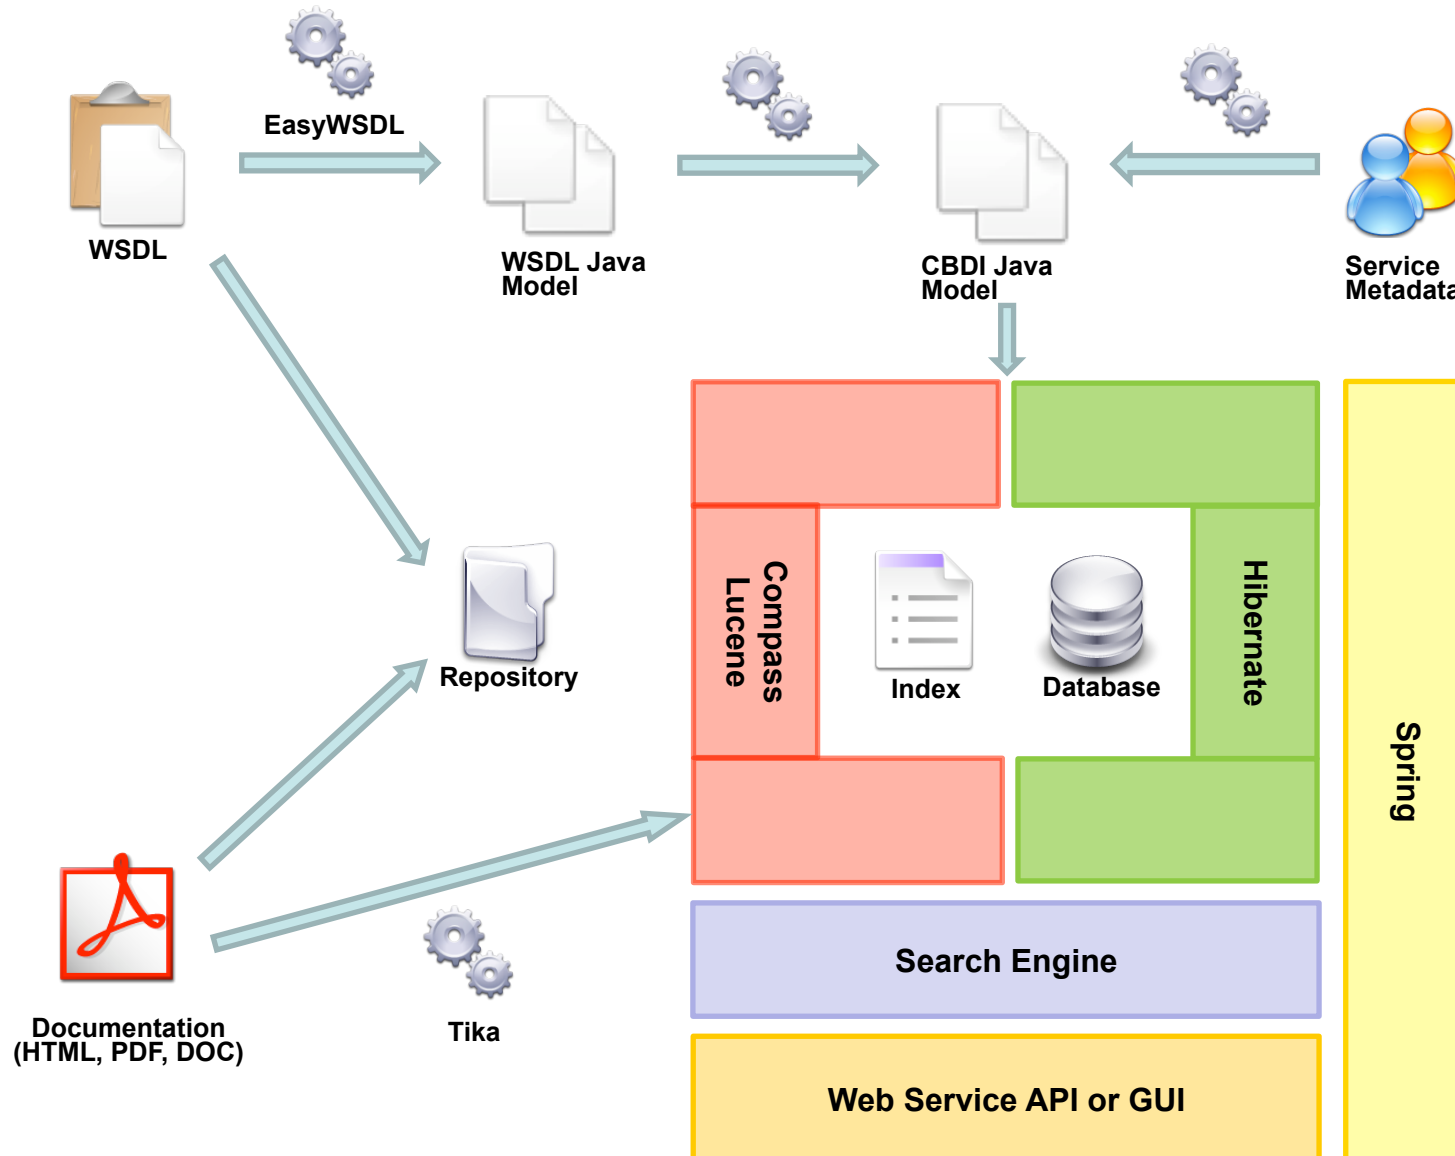 EasyWSDL
WSDL
WSDL Java
Model
CBDI Java
Model
Service
Metadata
Compass
Lucene
Index
Database
Hibernate
Spring
Repository
Search Engine
Documentation
(HTML, PDF, DOC)
Tika
Web Service API or GUI